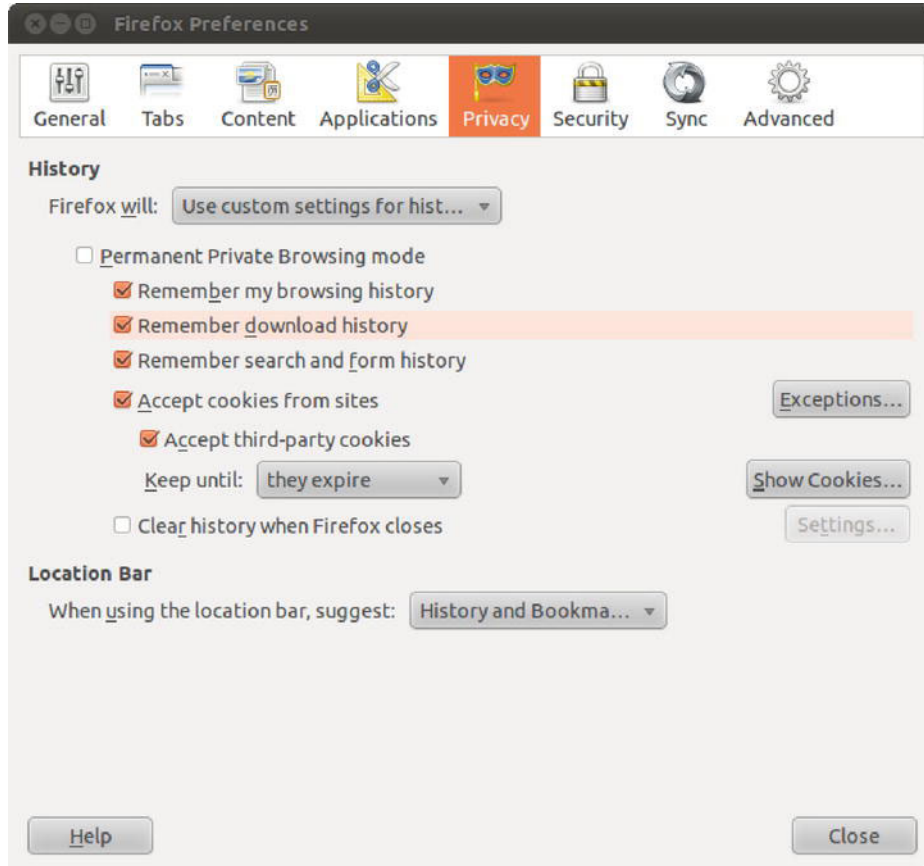 Firefox Preferences
General Tabs Content Applications Privacy Security Sync Advanced
History
Firefox will: Use custom settings for hist...
Permanent Private Browsing mode
Remember my browsing history
Remember download history
Remember search and form history
Accept cookies from sites Exceptions...
Accept third-party cookies
Keep until: they expire Show Cookies...
Clear history when Firefox closes Settings...
Location Bar
When using the location bar, suggest: History and Bookma...
Help Close